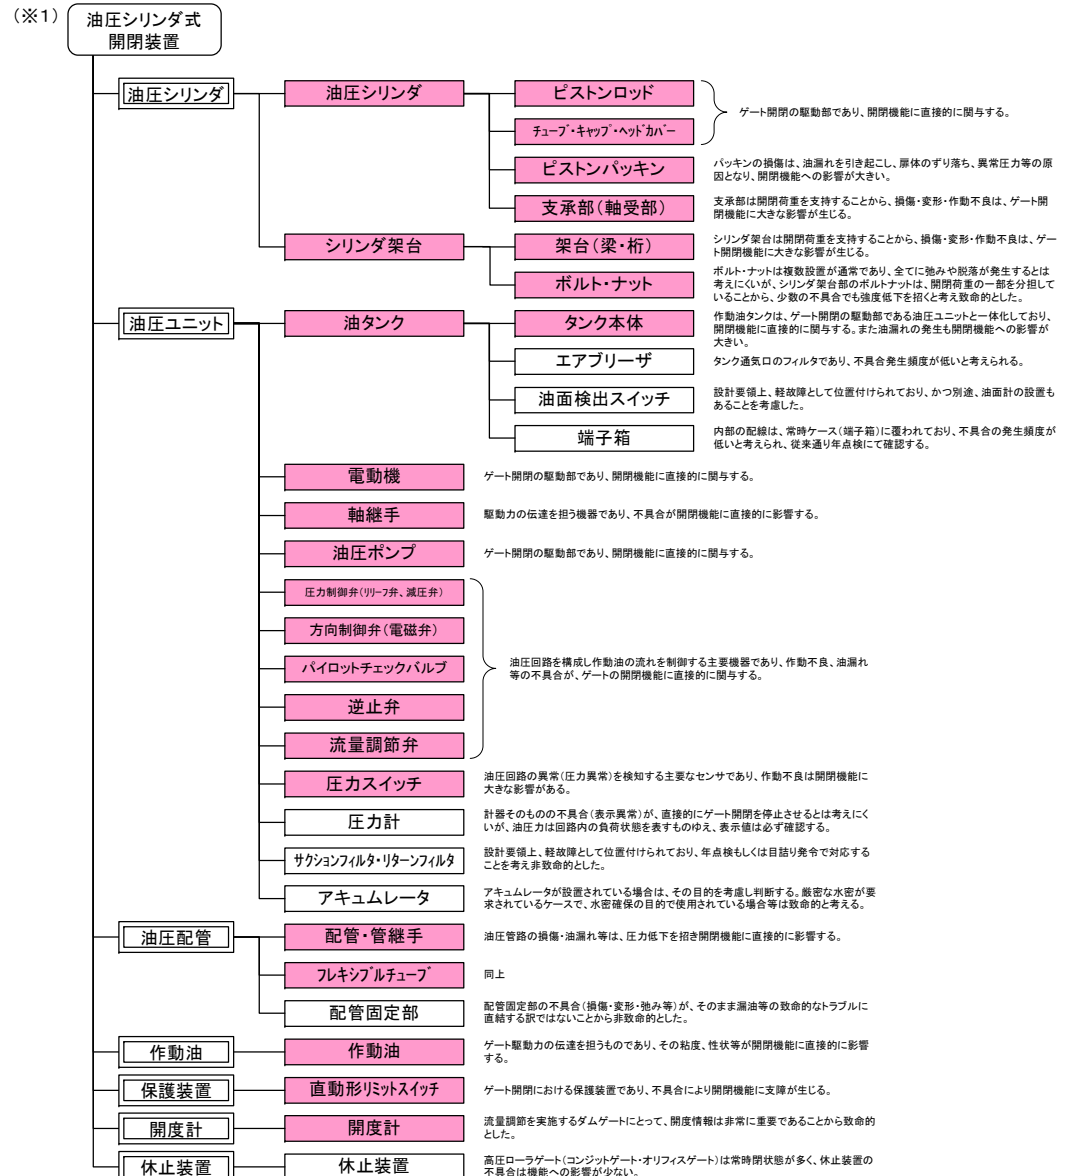 （※1）
油圧シリンダ式
開閉装置
油圧シリンダ
油圧シリンダ
ピストンロッド
チューブ・キャップ・ヘッドカバー
ゲート開閉の駆動部であり、開閉機能に直接的に関与する。
ピストンパッキン
パッキンの損傷は、油漏れを引き起こし、扉体のずり落ち、異常圧力等の原
因となり、開閉機能への影響が大きい。
支承部（軸受部）
支承部は開閉荷重を支持することから、損傷・変形・作動不良は、ゲート開
閉機能に大きな影響が生じる。
シリンダ架台
架台（梁・桁）
シリンダ架台は開閉荷重を支持することから、損傷・変形・作動不良は、ゲー
ト開閉機能に大きな影響が生じる。
ボルト・ナット
ボルト・ナットは複数設置が通常であり、全てに弛みや脱落が発生するとは
考えにくいが、シリンダ架台部のボルトナットは、開閉荷重の一部を分担して
いることから、少数の不具合でも強度低下を招くと考え致命的とした。
油圧ユニット
油タンク
タンク本体
作動油タンクは、ゲート開閉の駆動部である油圧ユニットと一体化しており、
開閉機能に直接的に関与する。また油漏れの発生も開閉機能への影響が
大きい。
エアブリーザ
タンク通気口のフィルタであり、不具合発生頻度が低いと考えられる。
油面検出スイッチ
設計要領上、軽故障として位置付けられており、かつ別途、油面計の設置も
あることを考慮した。
端子箱
内部の配線は、常時ケース（端子箱）に覆われており、不具合の発生頻度が
低いと考えられ、従来通り年点検にて確認する。
電動機
ゲート開閉の駆動部であり、開閉機能に直接的に関与する。
軸継手
駆動力の伝達を担う機器であり、不具合が開閉機能に直接的に影響する。
油圧ポンプ
ゲート開閉の駆動部であり、開閉機能に直接的に関与する。
圧力制御弁（リリーフ弁、減圧弁）
方向制御弁（電磁弁）
パイロットチェックバルブ
逆止弁
流量調節弁
油圧回路を構成し作動油の流れを制御する主要機器であり、作動不良、油漏れ
等の不具合が、ゲートの開閉機能に直接的に関与する。
圧力スイッチ
油圧回路の異常（圧力異常）を検知する主要なセンサであり、作動不良は開閉機能に
大きな影響がある。
圧力計
計器そのものの不具合（表示異常）が、直接的にゲート開閉を停止させるとは考えにく
いが、油圧力は回路内の負荷状態を表すものゆえ、表示値は必ず確認する。
サクションフィルタ・リターンフィルタ
設計要領上、軽故障として位置付けられており、年点検もしくは目詰り発令で対応する
ことを考え非致命的とした。
アキュムレータ
アキュムレータが設置されている場合は、その目的を考慮し判断する。厳密な水密が要
求されているケースで、水密確保の目的で使用されている場合等は致命的と考える。
油圧配管
配管・管継手
油圧管路の損傷・油漏れ等は、圧力低下を招き開閉機能に直接的に影響する。
フレキシブルチューブ
同上
配管固定部
配管固定部の不具合（損傷・変形・弛み等）が、そのまま漏油等の致命的なトラブルに
直結する訳ではないことから非致命的とした。
作動油
作動油
ゲート駆動力の伝達を担うものであり、その粘度、性状等が開閉機能に直接的に影響
する。
保護装置
直動形リミットスイッチ
ゲート開閉における保護装置であり、不具合により開閉機能に支障が生じる。
開度計
開度計
流量調節を実施するダムゲートにとって、開度情報は非常に重要であることから致命的
とした。
休止装置
休止装置
高圧ローラゲート（コンジットゲート・オリフィスゲート）は常時閉状態が多く、休止装置の
不具合は機能への影響が少ない。